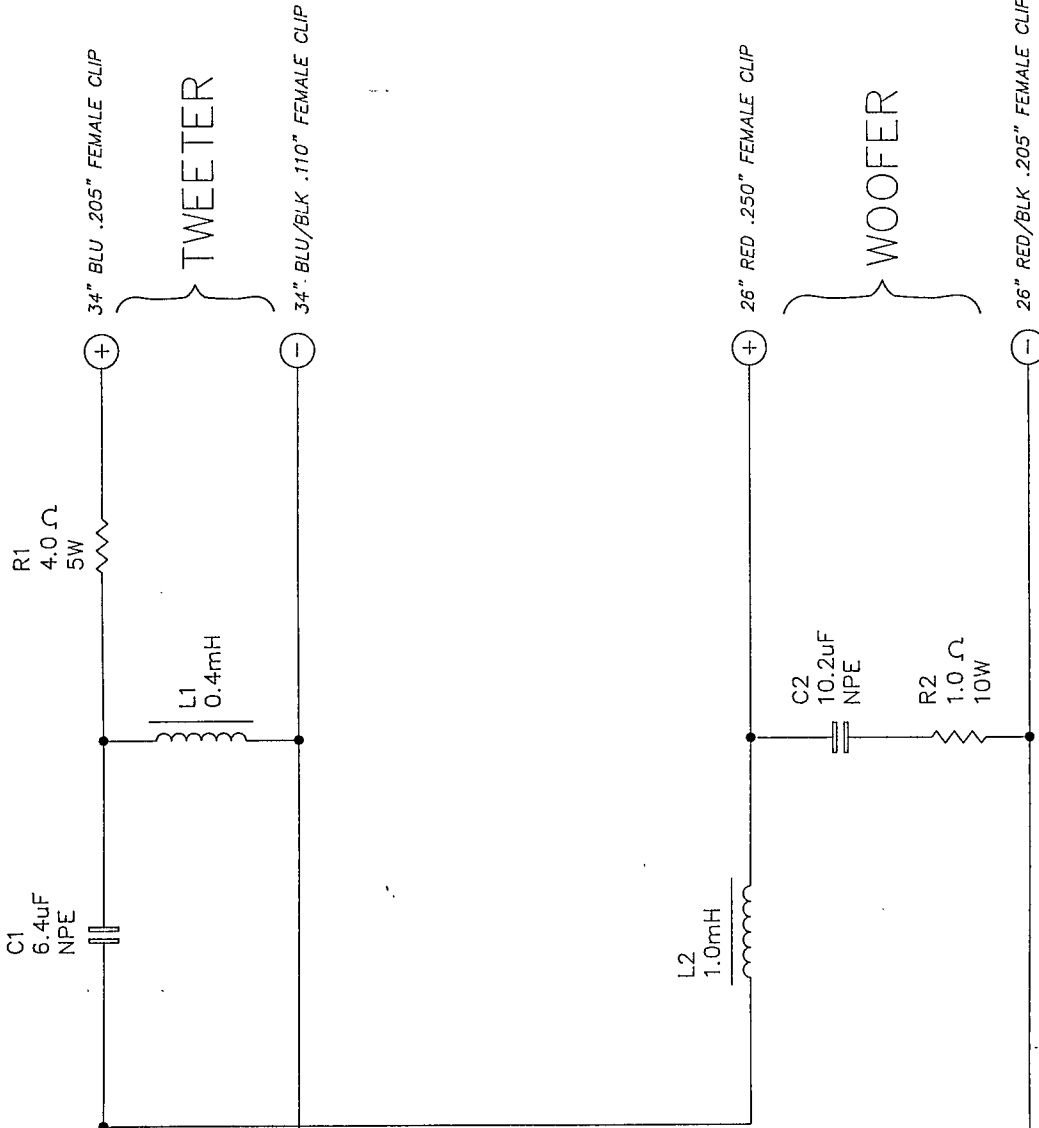 R1
4.0 Ω
5W
34" BLU .205" FEMALE CLIP
+
TWEETER
C1
6.4uF
NPE
L1
0.4mH
-
34" BLU/BLK .110" FEMALE CLIP
L2
1.0mH
+
26" RED .250" FEMALE CLIP
C2
10.2uF
NPE
WOOFER
R2
1.0 Ω
10W
-
26" RED/BLK .205" FEMALE CLIP